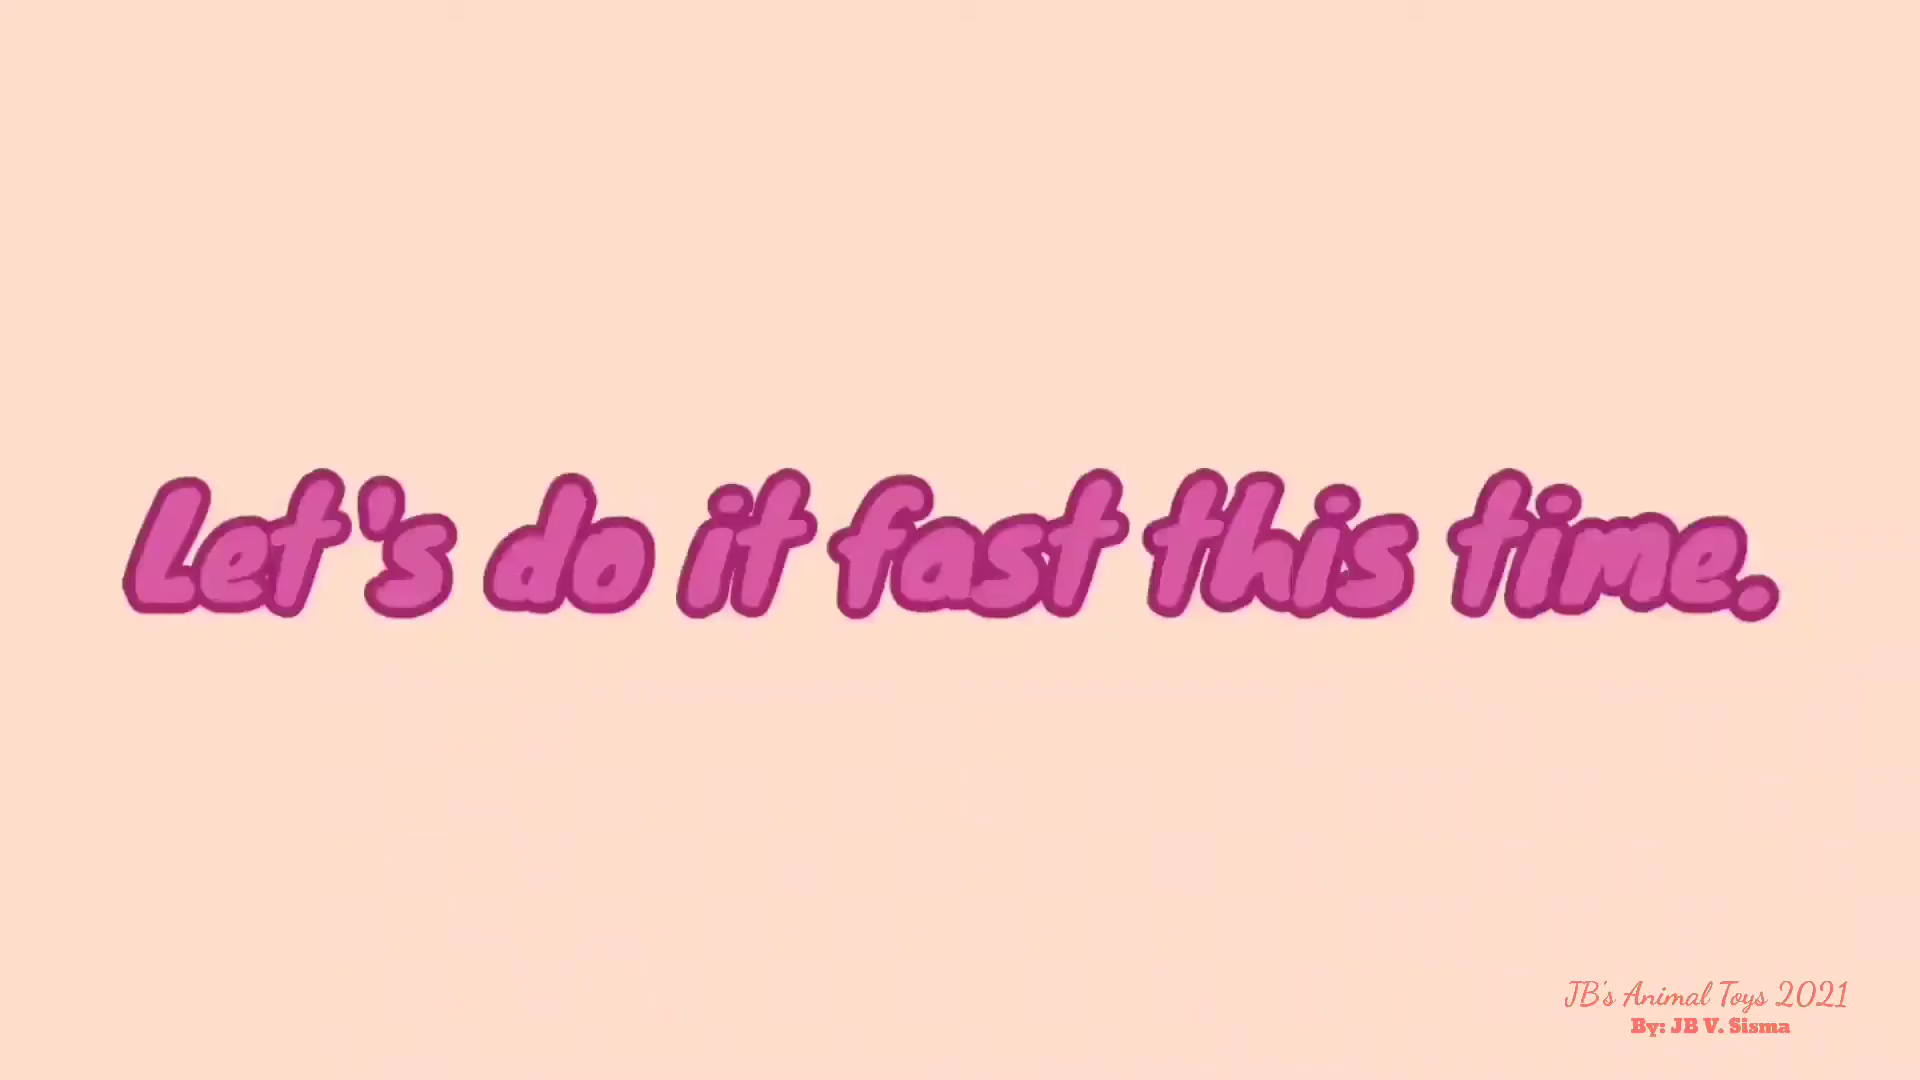 Let's do it fast this time.
JB's Animal Toys 2021
By: JB V. Sisma